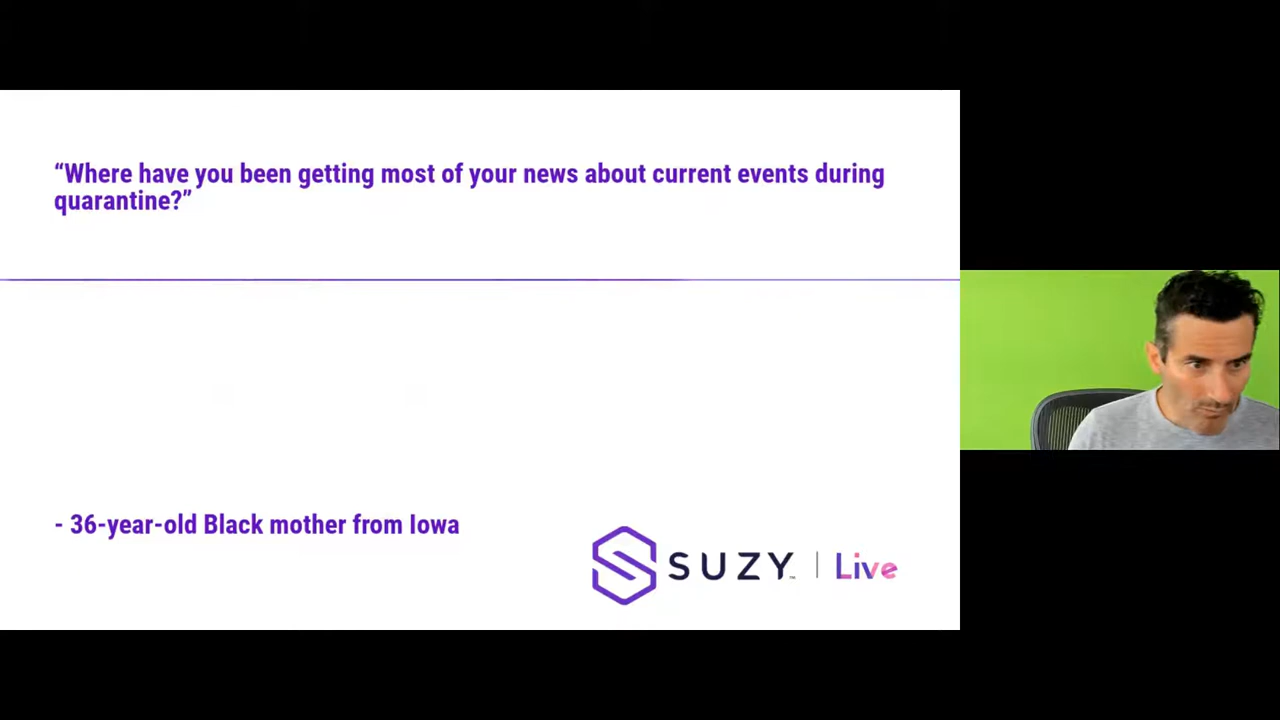 “Where have you been getting most of your news about current events during
quarantine?”
- 36-year-old Black mother from Iowa
SUZY™ | Live